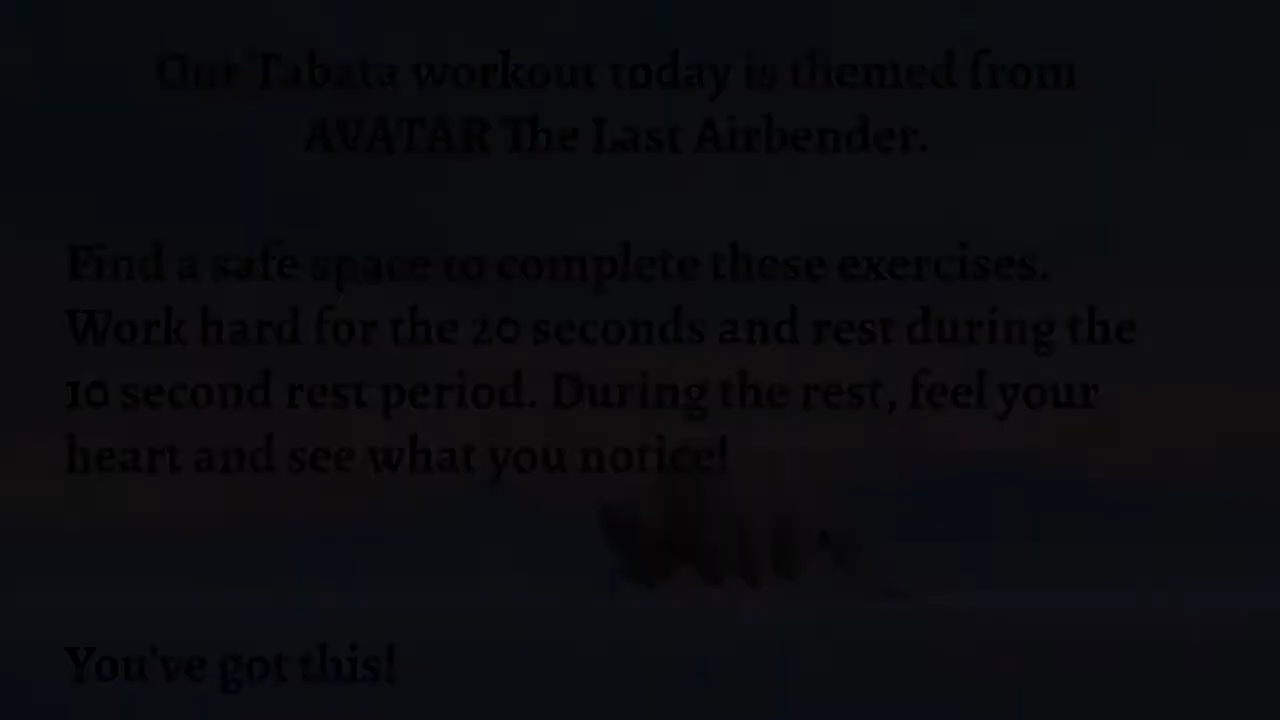 Our Tabata workout today is themed from
AVATAR The Last Airbender.
Find a safe space to complete these exercises.
Work hard for the 20 seconds and rest during the
10 second rest period. During the rest, feel your
heart and see what you notice!
You've got this!